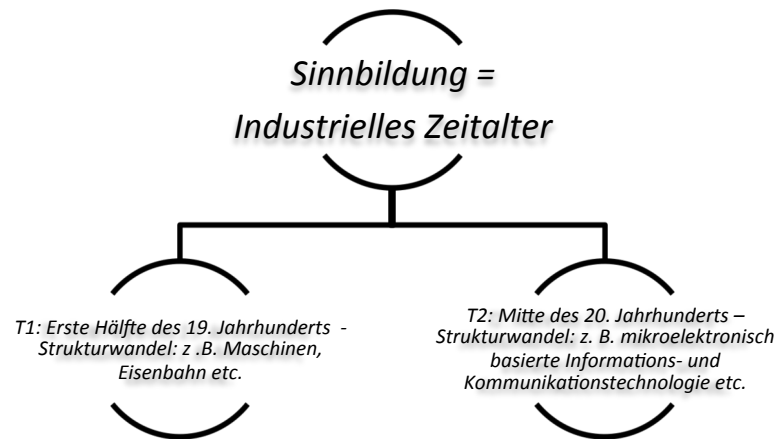 Sinnbildung =
Industrielles Zeitalter
T1: Erste Hälfte des 19. Jahrhunderts -
Strukturwandel: z .B. Maschinen,
Eisenbahn etc.
T2: Mitte des 20. Jahrhunderts –
Strukturwandel: z. B. mikroelektronisch
basierte Informations- und
Kommunikationstechnologie etc.